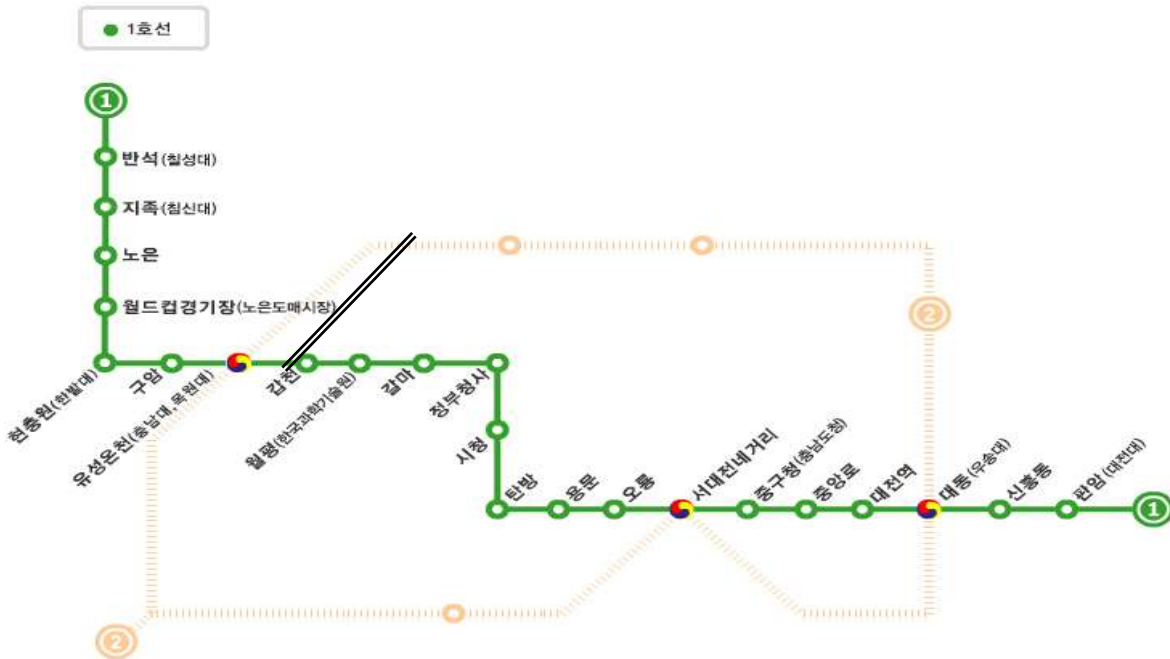 1호선
1
반석(칠성대)
지족(침신대)
노은
월드컵경기장(노은도매시장)
2
현충원(한밭대)
구암
유성온천(충남대,목원대)
갑천
월평(한국과학기술원)
갈마
정부청사
시청
탄방
용문
오룡
서대전네거리
중구청(충남도청)
중앙로
대전역
대동(우송대)
신흥동
판암(대전대)
1
2